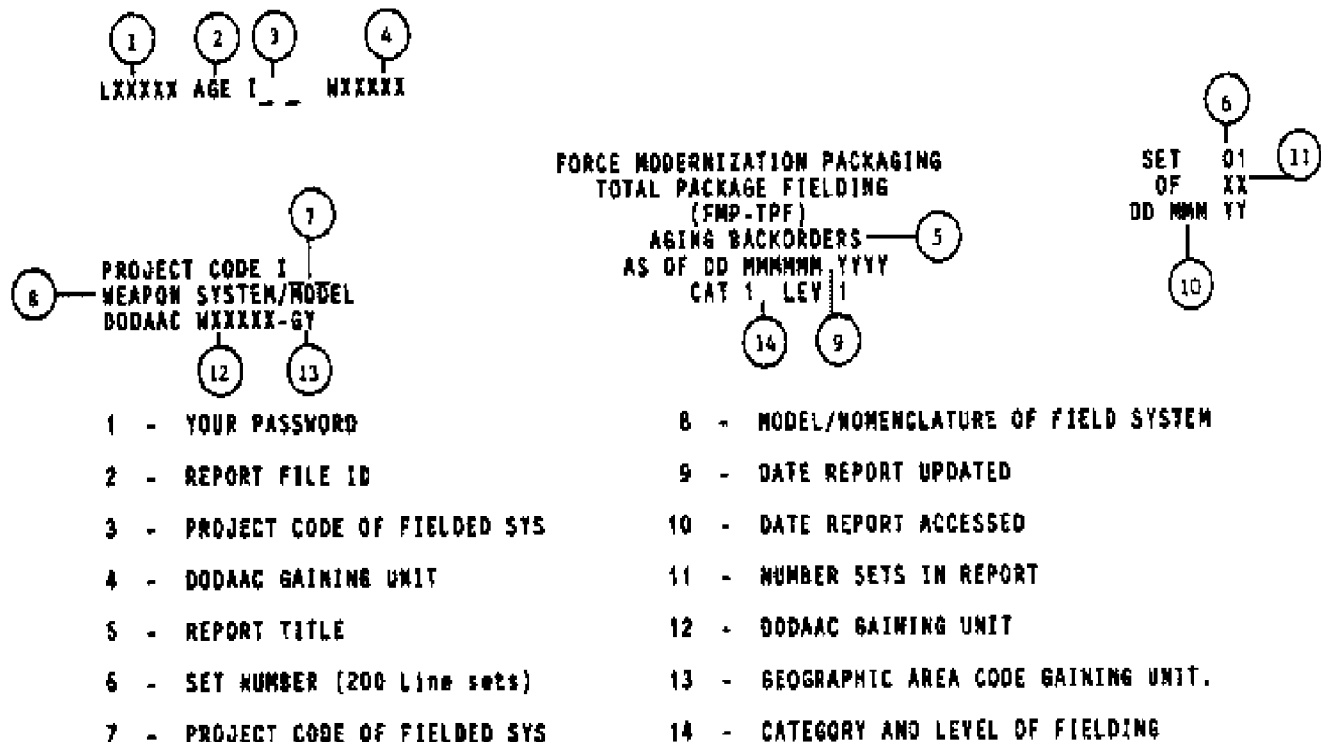 1 2 3 4
LXXXXX AGE I_ _ WXXXXX
6
FORCE MODERNIZATION PACKAGING
TOTAL PACKAGE FIELDING
(FMP-TPF)
AGING BACKORDERS 5
AS OF DD MMMMMM YYYY
CAT 1 LEV 1
14 9
SET 01 11
OF XX
DD MMM YY
10
7
PROJECT CODE I_ _
8 WEAPON SYSTEM/MODEL
DODAAC WXXXXX-GY
12 13
1 - YOUR PASSWORD
2 - REPORT FILE ID
3 - PROJECT CODE OF FIELDED SYS
4 - DODAAC GAINING UNIT
5 - REPORT TITLE
6 - SET NUMBER (200 Line sets)
7 - PROJECT CODE OF FIELDED SYS
8 - MODEL/NOMENCLATURE OF FIELD SYSTEM
9 - DATE REPORT UPDATED
10 - DATE REPORT ACCESSED
11 - NUMBER SETS IN REPORT
12 - DODAAC GAINING UNIT
13 - GEOGRAPHIC AREA CODE GAINING UNIT.
14 - CATEGORY AND LEVEL OF FIELDING